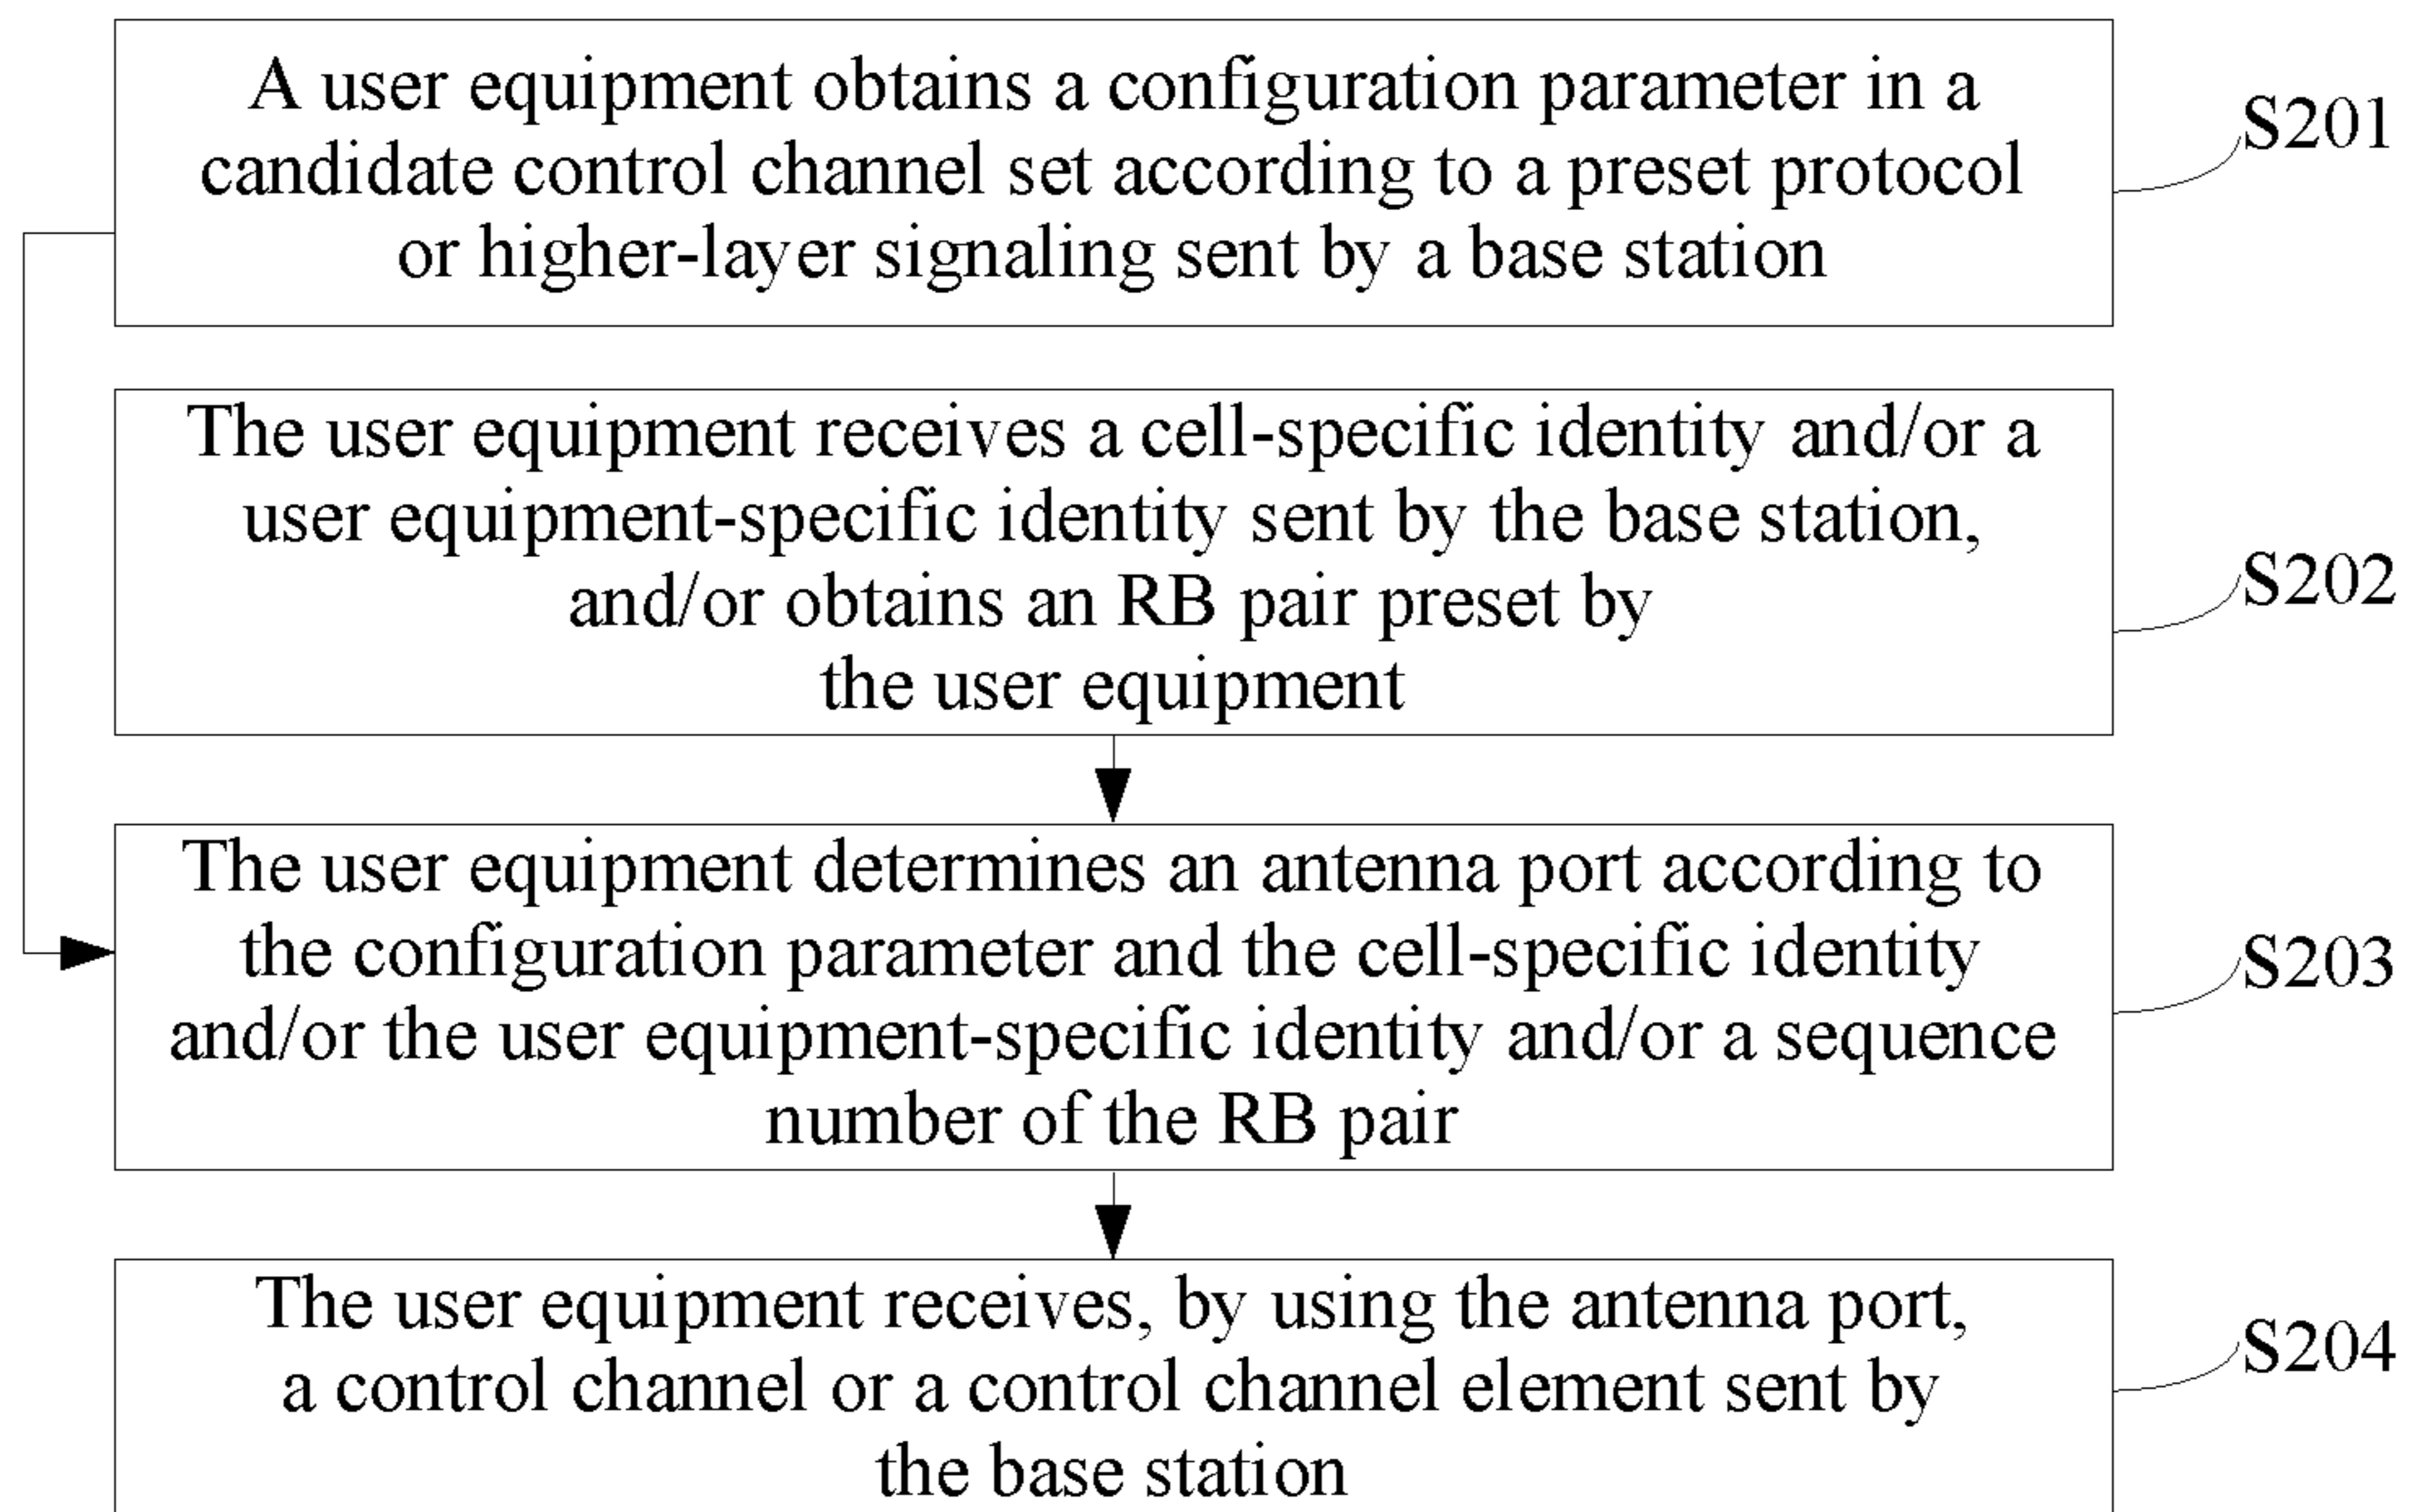 A user equipment obtains a configuration parameter in a
candidate control channel set according to a preset protocol
or higher-layer signaling sent by a base station
S201
The user equipment receives a cell-specific identity and/or a
user equipment-specific identity sent by the base station,
and/or obtains an RB pair preset by
the user equipment
S202
The user equipment determines an antenna port according to
the configuration parameter and the cell-specific identity
and/or the user equipment-specific identity and/or a sequence
number of the RB pair
S203
The user equipment receives, by using the antenna port,
a control channel or a control channel element sent by
the base station
S204